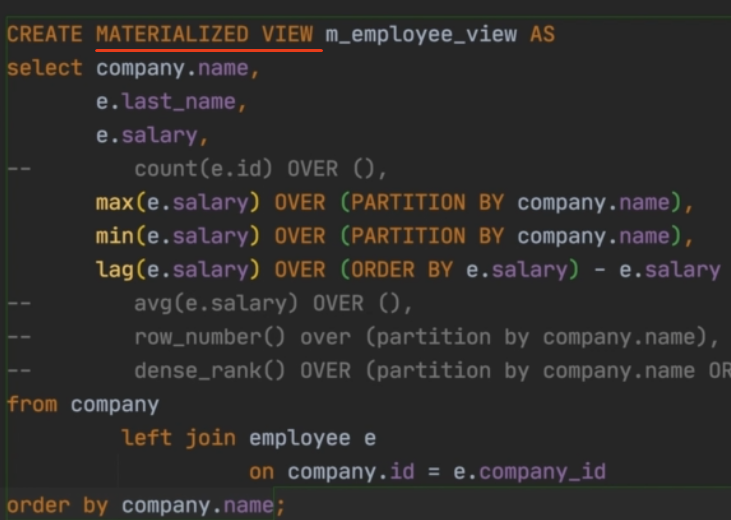 CREATE MATERIALIZED VIEW m_employee_view AS
select company.name,
e.last_name,
e.salary,
-- count(e.id) OVER (),
max(e.salary) OVER (PARTITION BY company.name),
min(e.salary) OVER (PARTITION BY company.name),
lag(e.salary) OVER (ORDER BY e.salary) - e.salary
-- avg(e.salary) OVER (),
-- row_number() over (partition by company.name),
-- dense_rank() OVER (partition by company.name OR
from company
left join employee e
on company.id = e.company_id
order by company.name;